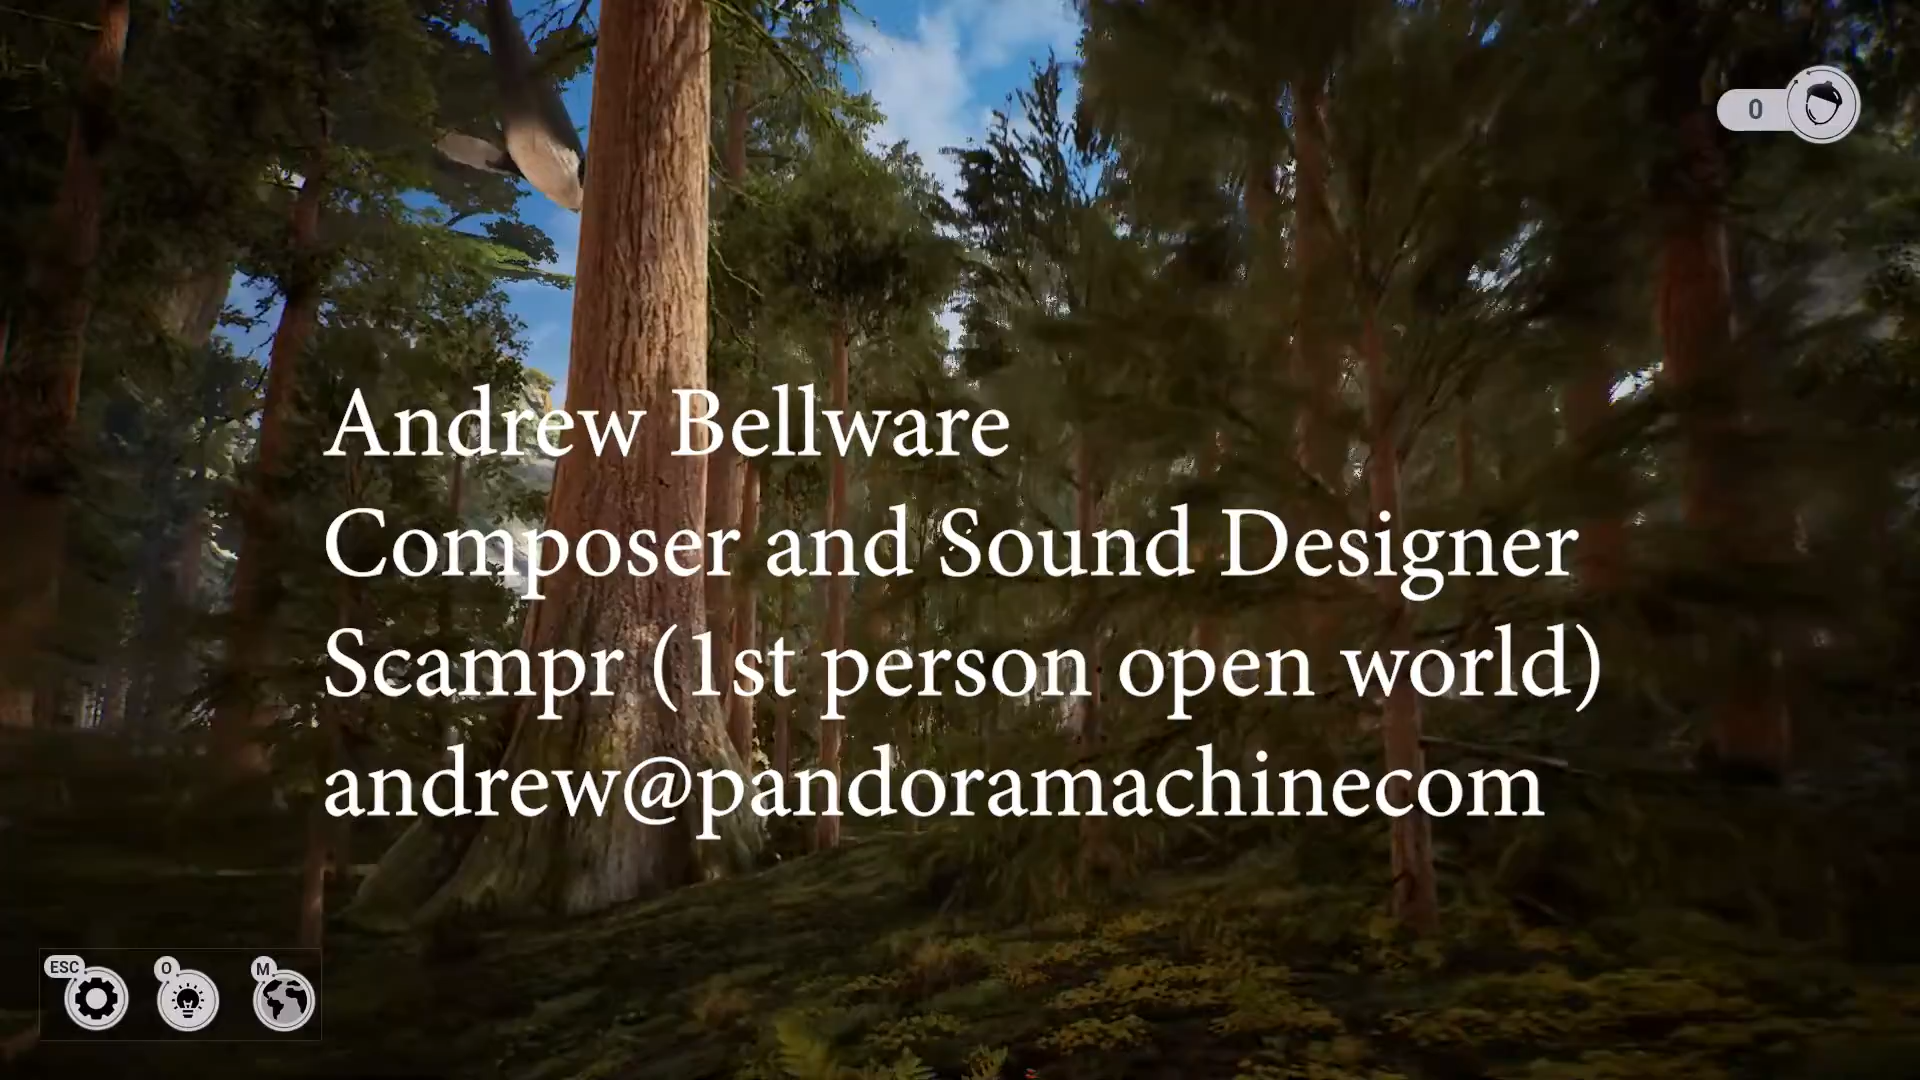 0
Andrew Bellware
Composer and Sound Designer
Scampr (1st person open world)
andrew@pandoramachinecom
ESC O M